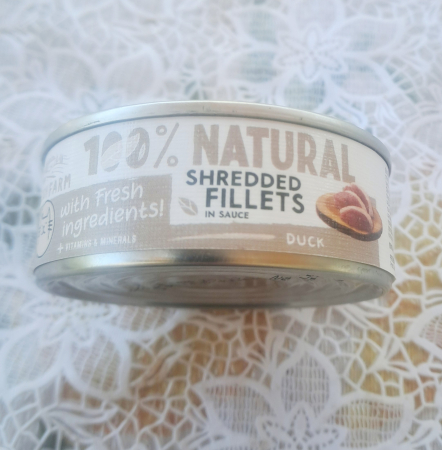 100% NATURAL
SHREDDED
FILLETS
IN SAUCE
with Fresh
ingredients!
+ VITAMINS & MINERALS
DUCK